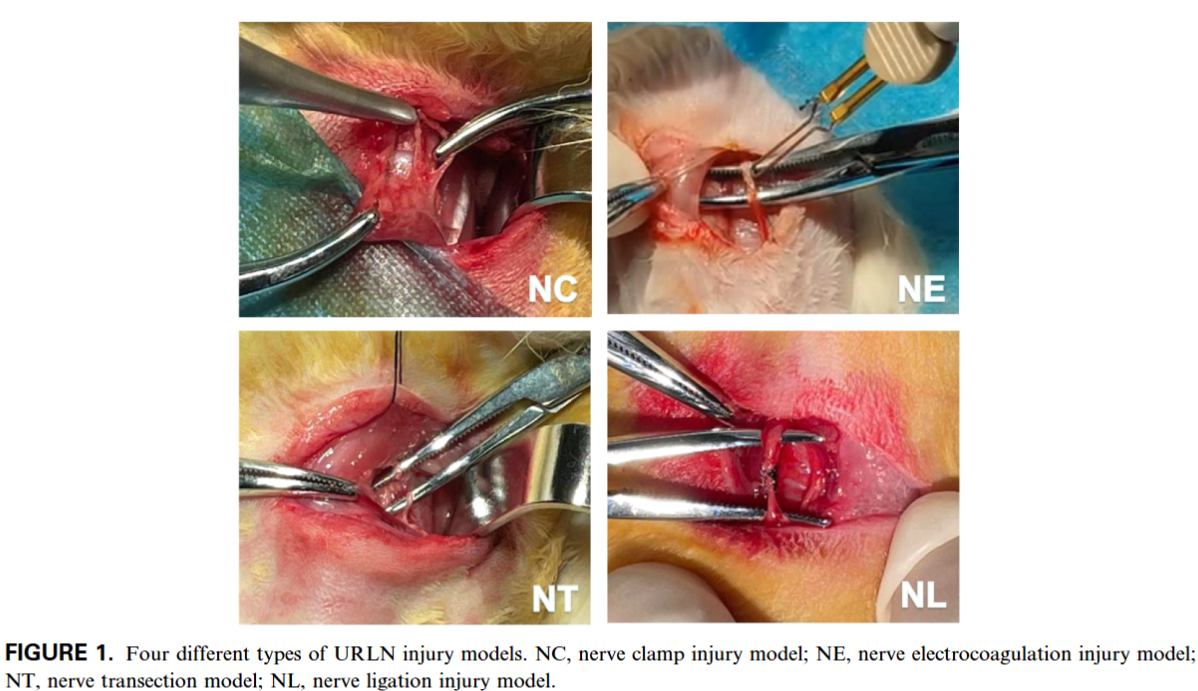 NC
NE
NT
NL
FIGURE 1. Four different types of URLN injury models. NC, nerve clamp injury model; NE, nerve electrocoagulation injury model;
NT, nerve transection model; NL, nerve ligation injury model.